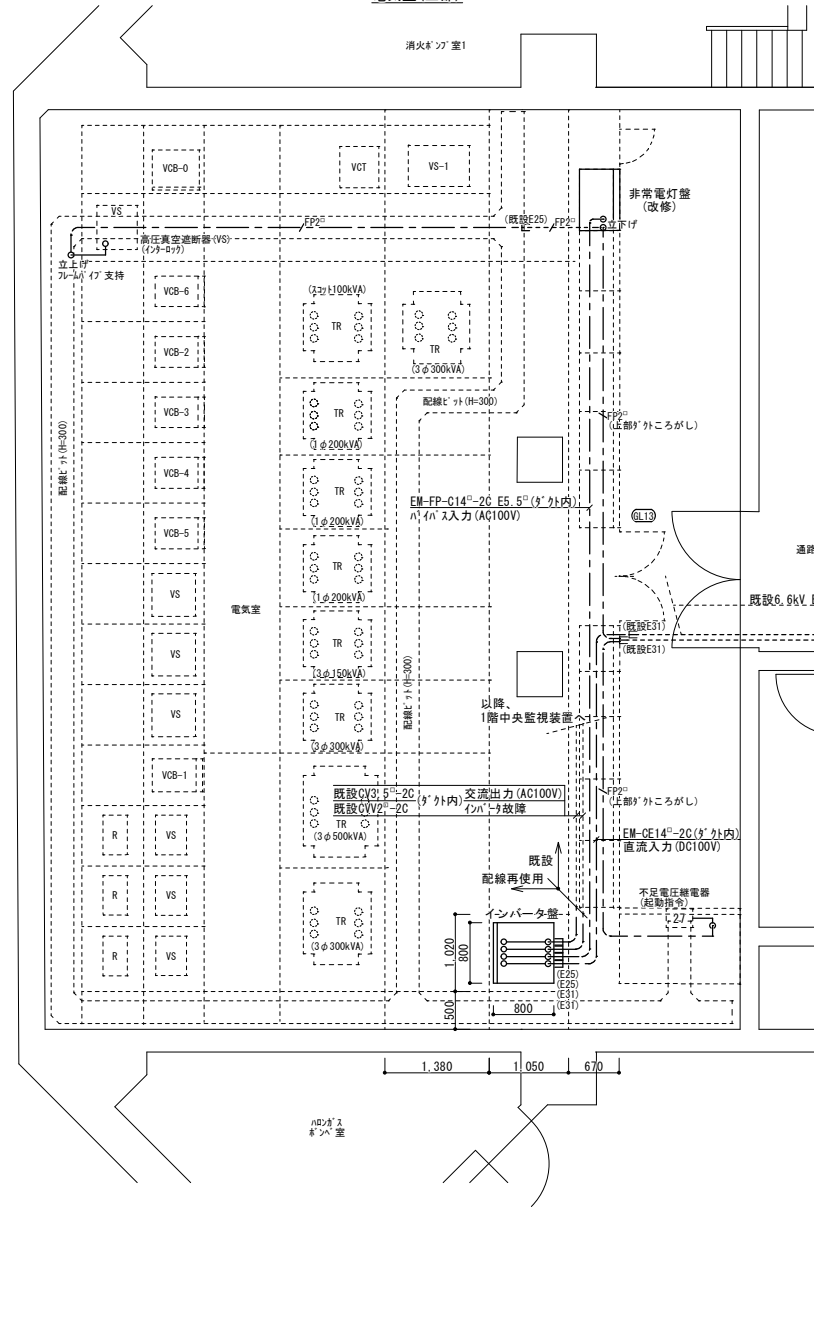 消火ポンプ室1
VCB-0
VCT
VS-1
非常電灯盤
(改修)
VS
FP2□
(既設E25)
FP2□
立下げ
高圧真空遮断器(VS)
(インターロック)
立上げ
フレームパイプ支持
VCB-6
(スコット100kVA)
TR
TR
(3φ300kVA)
VCB-2
配線ピット(H=300)
VCB-3
TR
(1φ200kVA)
FP2□
(上部ダクトころがし)
配線ピット(H=300)
VCB-4
TR
(1φ200kVA)
EM-FP-C14□-2C E5.5□(ダクト内)
バイパス入力(AC100V)
GL13
VCB-5
TR
(1φ200kVA)
通路
VS
電気室
既設6.6kV
(既設E31)
(既設E31)
VS
TR
(3φ150kVA)
配線ピット(H=300)
VS
TR
(3φ300kVA)
以降、
1階中央監視装置へ
VCB-1
既設CV3.5□-2C
既設CVV2□-2C
(ダクト内)
交流出力(AC100V)
インバータ故障
FP2□
(上部ダクトころがし)
R
VS
TR
(3φ500kVA)
EM-CE14□-2C(ダクト内)
直流入力(DC100V)
既設
配線再使用
R
VS
不足電圧継電器
(起動指令)
27
インバータ盤
TR
(3φ300kVA)
R
VS
1,020
800
500
800
(E25)
(E25)
(E31)
(E31)
1,380
1,050
670
ハロンガス
ボンベ室